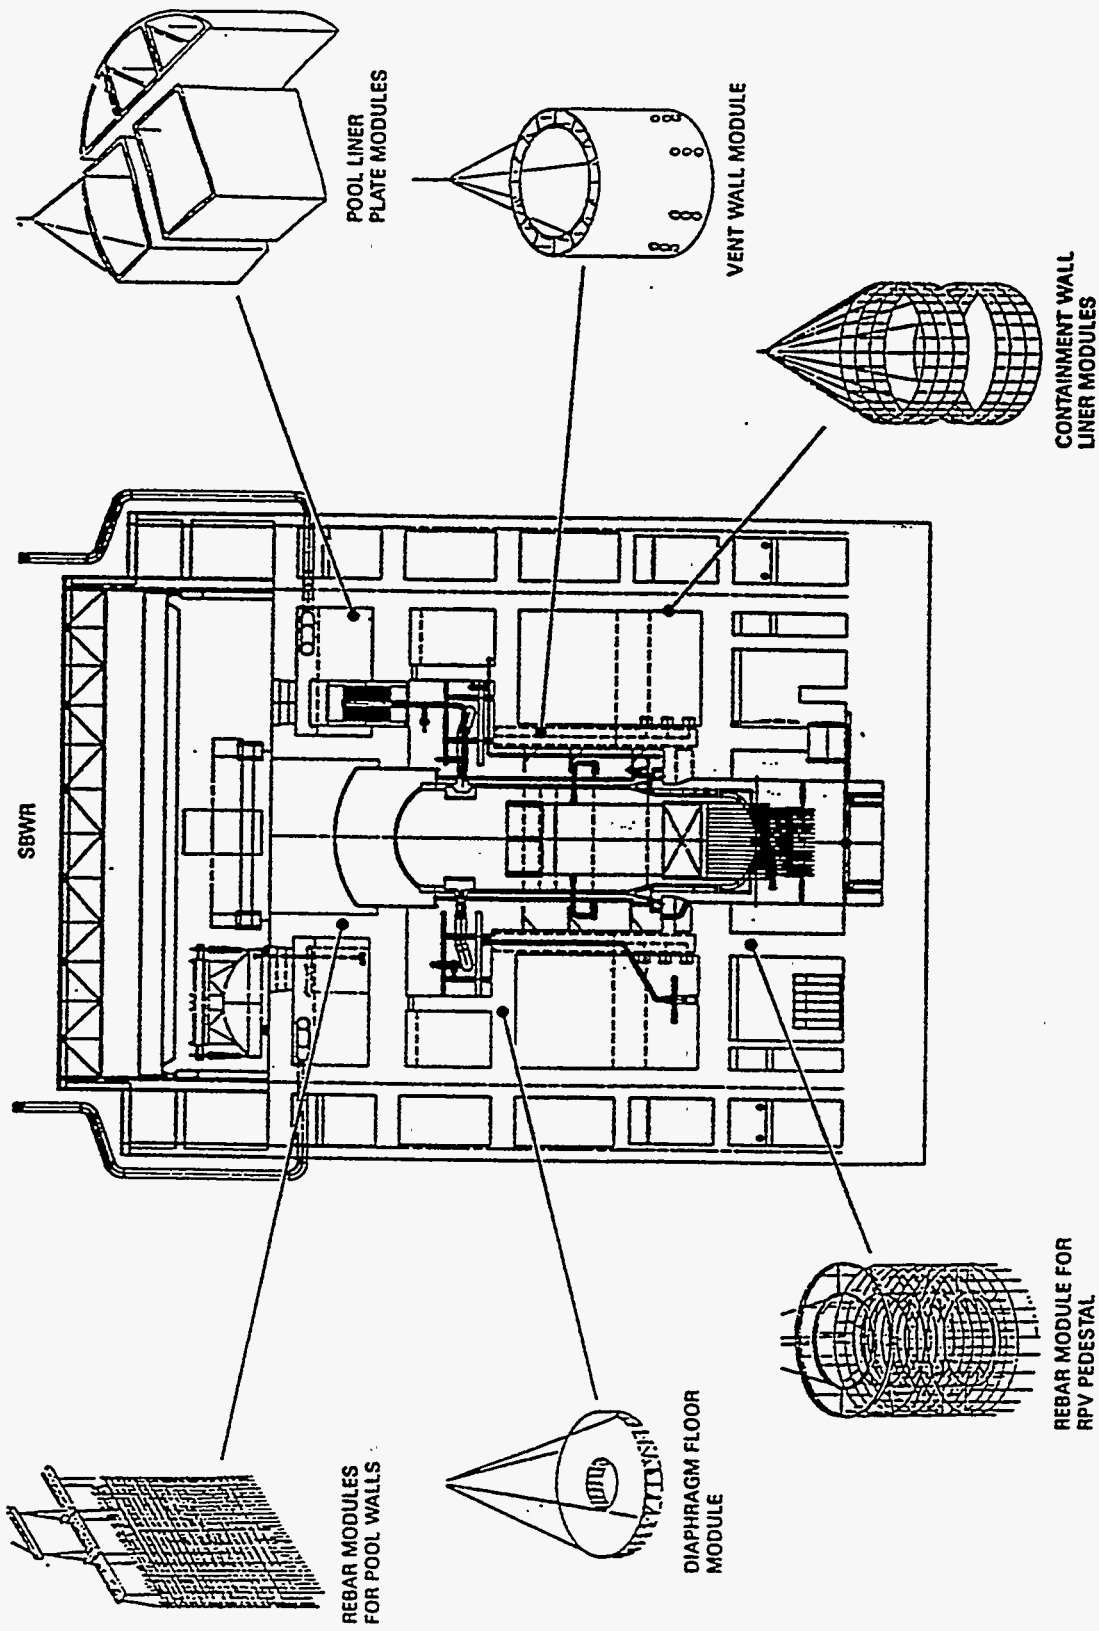 SBWR
REBAR MODULES
FOR POOL WALLS
DIAPHRAGM FLOOR
MODULE
REBAR MODULE FOR
RPV PEDESTAL
POOL LINER
PLATE MODULES
VENT WALL MODULE
CONTAINMENT WALL
LINER MODULES